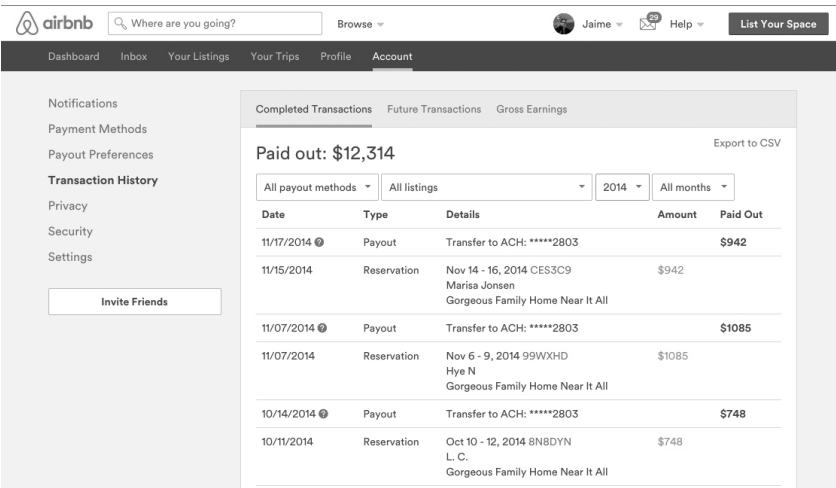 airbnb Where are you going? Browse Jaime 29 Help List Your Space
Dashboard Inbox Your Listings Your Trips Profile Account
Notifications
Payment Methods
Payout Preferences
Transaction History
Privacy
Security
Settings
Invite Friends
Completed Transactions Future Transactions Gross Earnings
Export to CSV
Paid out: $12,314
All payout methods All listings 2014 All months
Date Type Details Amount Paid Out
11/17/2014 ? Payout Transfer to ACH: *****2803 $942
11/15/2014 Reservation Nov 14 - 16, 2014 CES3C9 $942
Marisa Jonsen
Gorgeous Family Home Near It All
11/07/2014 ? Payout Transfer to ACH: *****2803 $1085
11/07/2014 Reservation Nov 6 - 9, 2014 99WXHD $1085
Hye N
Gorgeous Family Home Near It All
10/14/2014 ? Payout Transfer to ACH: *****2803 $748
10/11/2014 Reservation Oct 10 - 12, 2014 8N8DYN $748
L. C.
Gorgeous Family Home Near It All